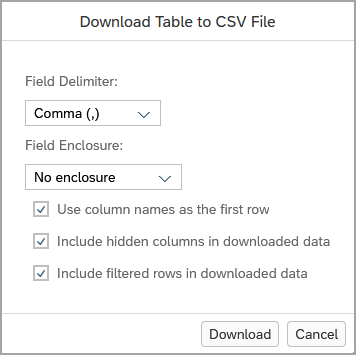 Download Table to CSV File
Field Delimiter:
Comma (,)
Field Enclosure:
No enclosure
Use column names as the first row
Include hidden columns in downloaded data
Include filtered rows in downloaded data
Download Cancel